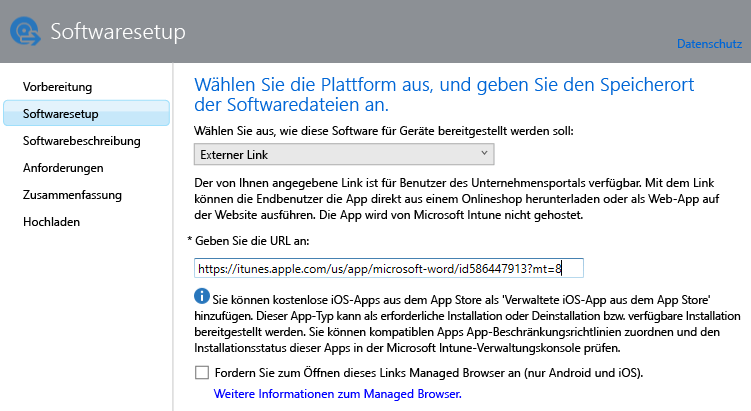 Softwaresetup
Datenschutz
Vorbereitung
Softwaresetup
Softwarebeschreibung
Anforderungen
Zusammenfassung
Hochladen
Wählen Sie die Plattform aus, und geben Sie den Speicherort
der Softwaredateien an.
Wählen Sie aus, wie diese Software für Geräte bereitgestellt werden soll:
Externer Link
Der von Ihnen angegebene Link ist für Benutzer des Unternehmensportals verfügbar. Mit dem Link
können die Endbenutzer die App direkt aus einem Onlineshop herunterladen oder als Web-App auf
der Website ausführen. Die App wird von Microsoft Intune nicht gehostet.
* Geben Sie die URL an:
https://itunes.apple.com/us/app/microsoft-word/id586447913?mt=8
Sie können kostenlose iOS-Apps aus dem App Store als 'Verwaltete iOS-App aus dem App Store'
hinzufügen. Dieser App-Typ kann als erforderliche Installation oder Deinstallation bzw. verfügbare Installation
bereitgestellt werden. Sie können kompatiblen Apps App-Beschränkungsrichtlinien zuordnen und den
Installationsstatus dieser Apps in der Microsoft Intune-Verwaltungskonsole prüfen.
Fordern Sie zum Öffnen dieses Links Managed Browser an (nur Android und iOS).
Weitere Informationen zum Managed Browser.